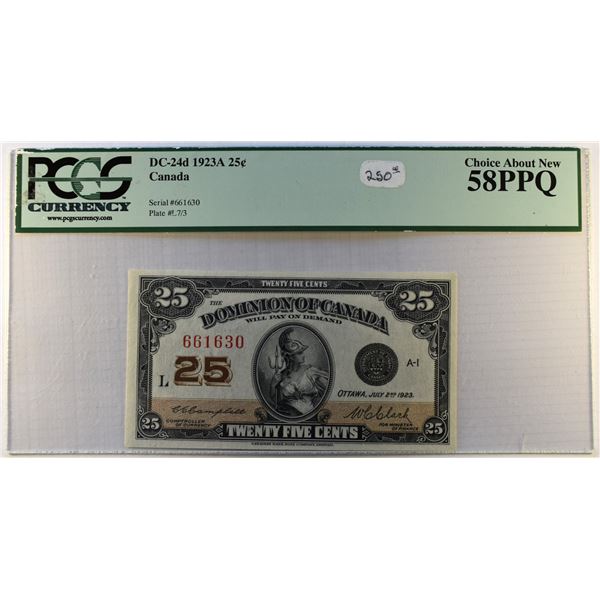 PCGS
CURRENCY
www.pcgscurrency.com
DC-24d 1923A 25¢
Canada
Serial #661630
Plate #L7/3
250
Choice About New
58PPQ
TWENTY FIVE CENTS
25
25
THE
DOMINION OF CANADA
WILL PAY ON DEMAND
661630
L 25
A-1
OTTAWA, JULY 2ND 1923.
COMPTROLLER
OF CURRENCY
W C Clark
FOR MINISTER
OF FINANCE
25
TWENTY FIVE CENTS
25